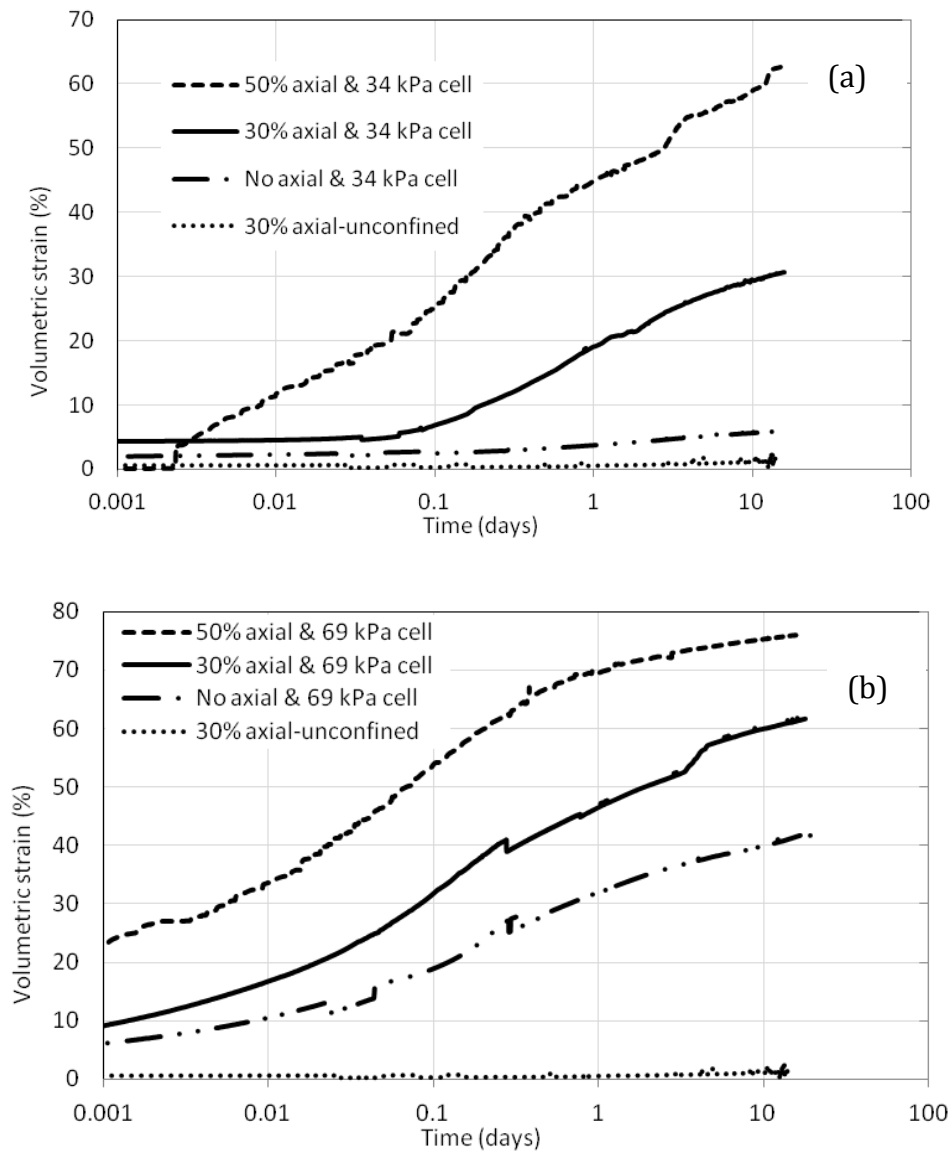 70
60
50
40
30
20
10
0
Volumetric strain (%)
50% axial & 34 kPa cell
30% axial & 34 kPa cell
No axial & 34 kPa cell
30% axial-unconfined
(a)
0.001
0.01
0.1
1
10
100
Time (days)
80
70
60
50
40
30
20
10
0
Volumetric strain (%)
50% axial & 69 kPa cell
30% axial & 69 kPa cell
No axial & 69 kPa cell
30% axial-unconfined
(b)
0.001
0.01
0.1
1
10
100
Time (days)